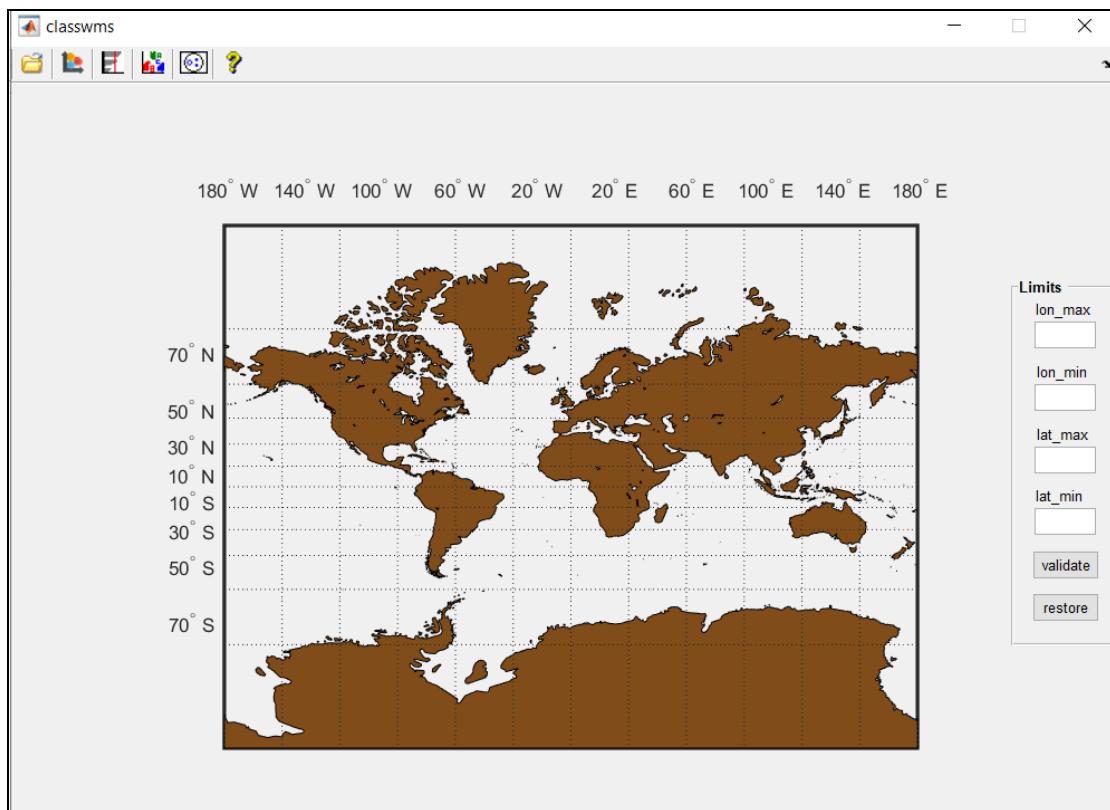 classwms
180° W 140° W 100° W 60° W 20° W 20° E 60° E 100° E 140° E 180° E
70° N
50° N
30° N
10° N
10° S
30° S
50° S
70° S
Limits
lon_max
lon_min
lat_max
lat_min
validate
restore